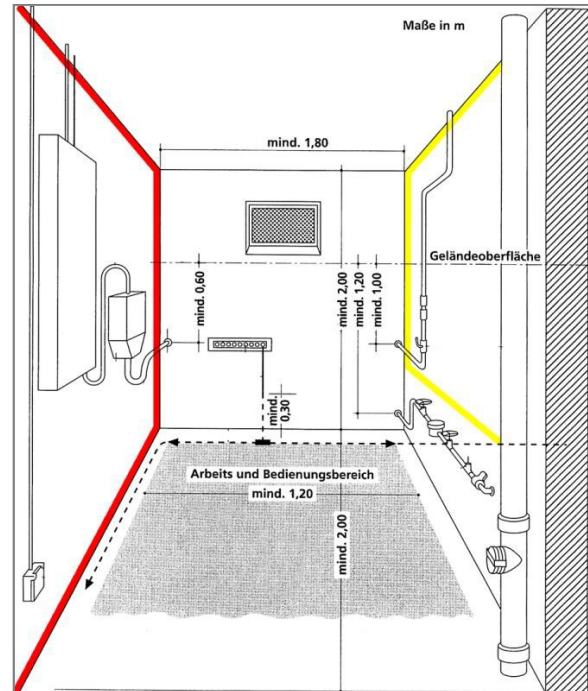 Maße in m
mind. 1,80
Geländeoberfläche
mind. 0,60
mind. 2,00
mind. 1,20
mind. 1,00
mind.
0,30
Arbeits und Bedienungsbereich
mind. 1,20
mind. 2,00